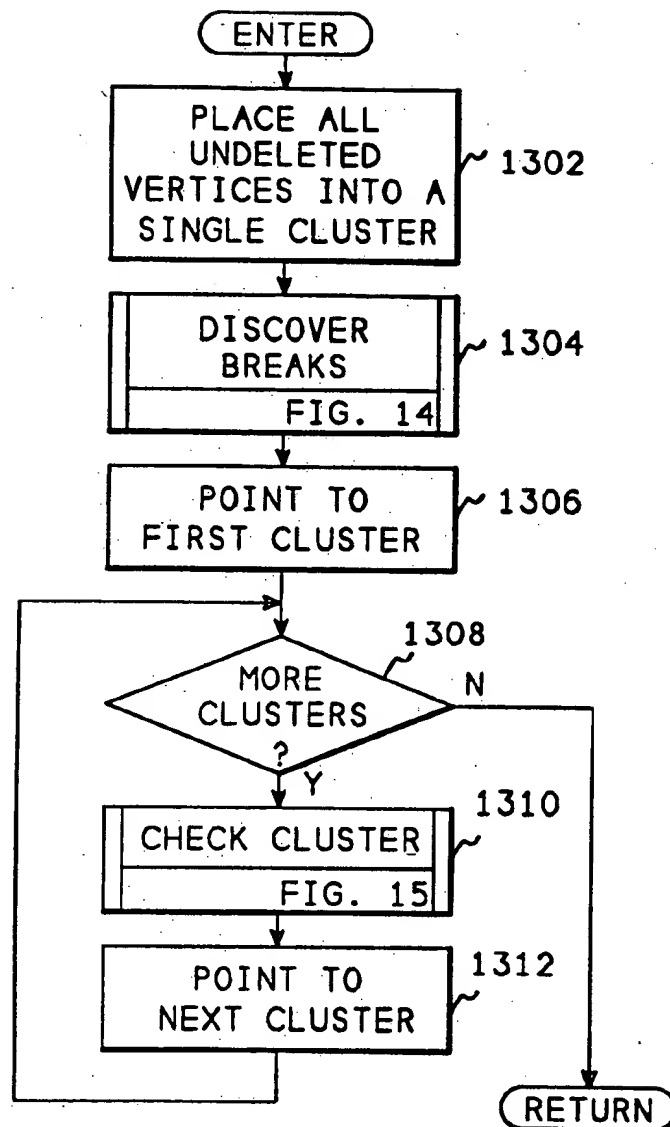 ENTER
PLACE ALL
UNDELETED
VERTICES INTO A
SINGLE CLUSTER
1302
DISCOVER
BREAKS
1304
FIG. 14
POINT TO
FIRST CLUSTER
1306
1308
MORE
CLUSTERS
?
N
Y
1310
CHECK CLUSTER
FIG. 15
1312
POINT TO
NEXT CLUSTER
RETURN